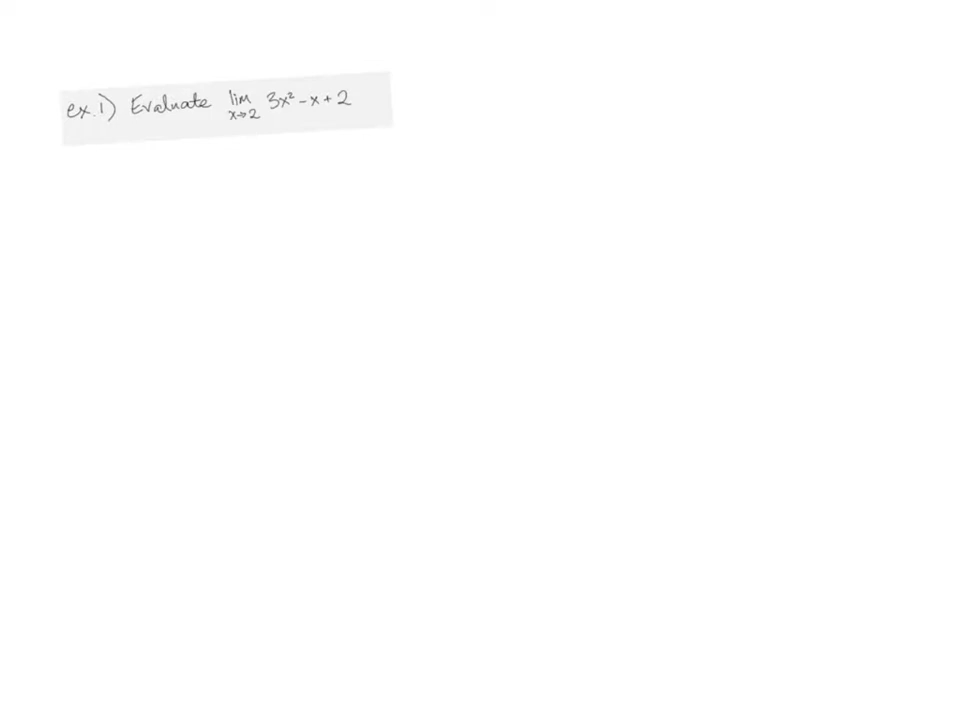 ex.1) Evaluate lim x→2 3x² - x + 2